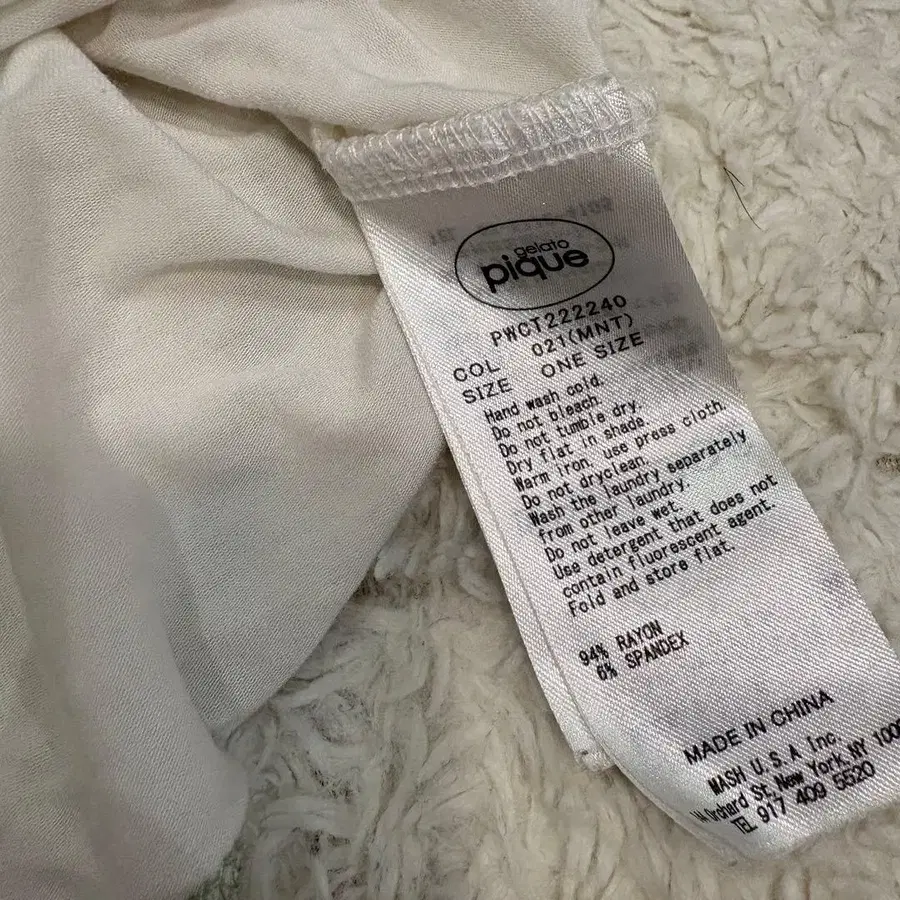 gelato
pique
PWCT222240
COL 021(MNT)
SIZE ONE SIZE
Hand wash cold.
Do not bleach.
Do not tumble dry.
Dry flat in shade.
Warm iron, use press cloth.
Do not dryclean.
Wash the laundry separately
from other laundry.
Do not leave wet.
Use detergent that does not
contain fluorescent agent.
Fold and store flat.
94% RAYON
6% SPANDEX
MADE IN CHINA
MASH U.S.A Inc.
Orchard St, New York, NY
TEL 917 409 5520